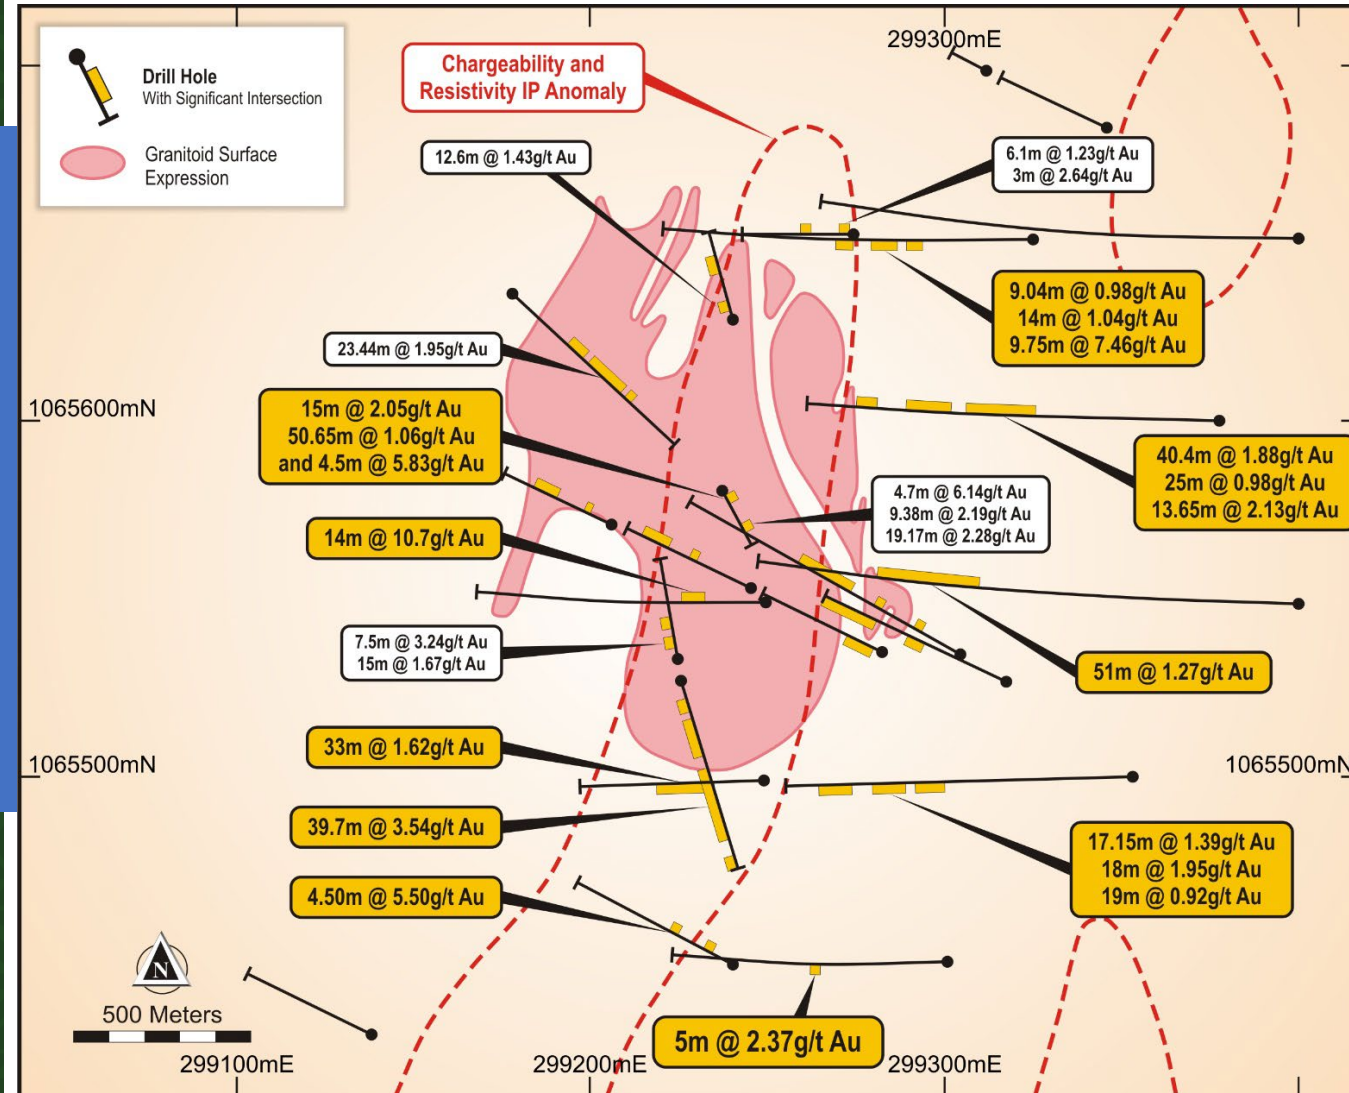 299300mE
Drill Hole
With Significant Intersection
Granitoid Surface
Expression
Chargeability and
Resistivity IP Anomaly
12.6m @ 1.43g/t Au
6.1m @ 1.23g/t Au
3m @ 2.64g/t Au
9.04m @ 0.98g/t Au
14m @ 1.04g/t Au
9.75m @ 7.46g/t Au
23.44m @ 1.95g/t Au
1065600mN
15m @ 2.05g/t Au
50.65m @ 1.06g/t Au
and 4.5m @ 5.83g/t Au
40.4m @ 1.88g/t Au
25m @ 0.98g/t Au
13.65m @ 2.13g/t Au
4.7m @ 6.14g/t Au
9.38m @ 2.19g/t Au
19.17m @ 2.28g/t Au
14m @ 10.7g/t Au
7.5m @ 3.24g/t Au
15m @ 1.67g/t Au
51m @ 1.27g/t Au
33m @ 1.62g/t Au
1065500mN
1065500mN
39.7m @ 3.54g/t Au
17.15m @ 1.39g/t Au
18m @ 1.95g/t Au
19m @ 0.92g/t Au
4.50m @ 5.50g/t Au
N
500 Meters
5m @ 2.37g/t Au
299100mE
299200mE
299300mE